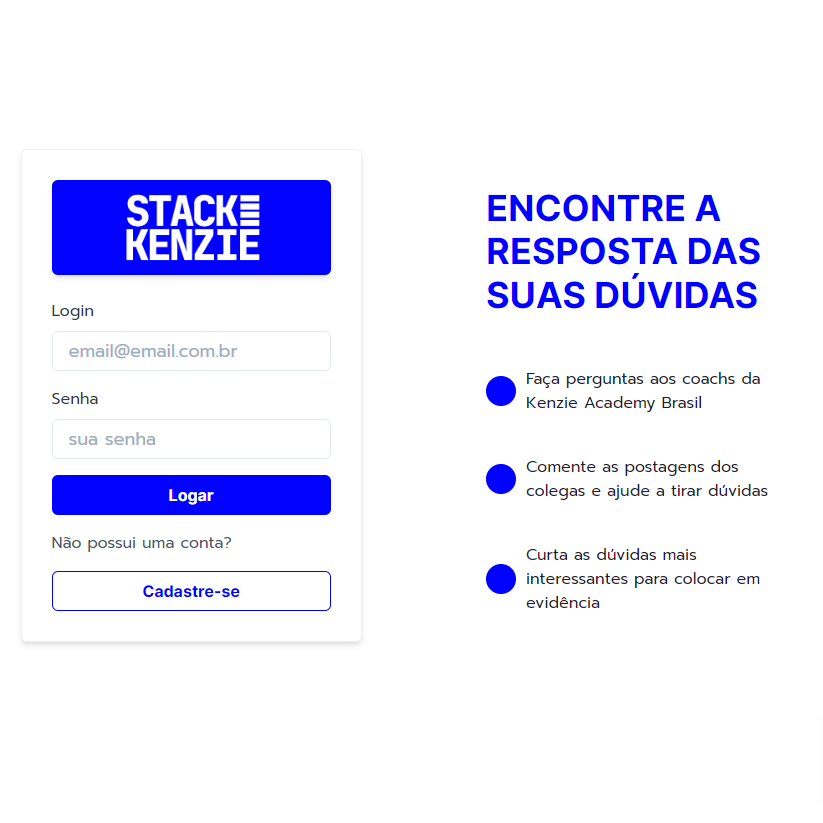 STACK
KENZIE
Login
email@email.com.br
Senha
sua senha
Logar
Não possui uma conta?
Cadastre-se
ENCONTRE A
RESPOSTA DAS
SUAS DÚVIDAS
Faça perguntas aos coachs da
Kenzie Academy Brasil
Comente as postagens dos
colegas e ajude a tirar dúvidas
Curta as dúvidas mais
interessantes para colocar em
evidência